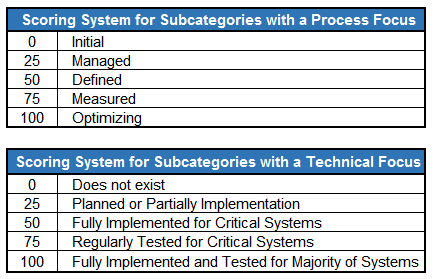 Scoring System for Subcategories with a Process Focus
0 Initial
25 Managed
50 Defined
75 Measured
100 Optimizing
Scoring System for Subcategories with a Technical Focus
0 Does not exist
25 Planned or Partially Implementation
50 Fully Implemented for Critical Systems
75 Regularly Tested for Critical Systems
100 Fully Implemented and Tested for Majority of Systems